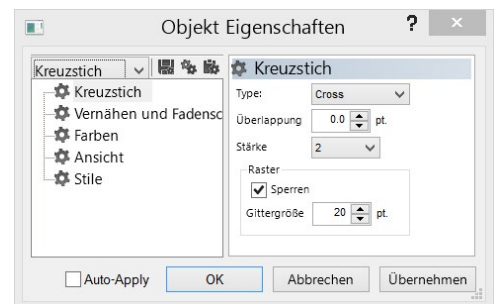 Objekt Eigenschaften
?
Kreuzstich
Kreuzstich
Vernähen und Fadensc
Farben
Ansicht
Stile
Kreuzstich
Type: Cross
Überlappung 0.0 pt.
Stärke 2
Raster
Sperren
Gittergröße 20 pt.
Auto-Apply OK Abbrechen Übernehmen